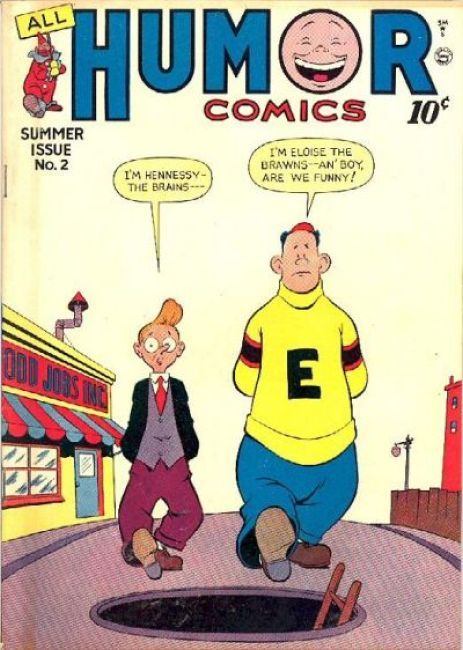 ALL
HUMOR
COMICS
10¢
SUMMER
ISSUE
No. 2
I'M HENNESSY-
THE BRAINS---
I'M ELOISE THE
BRAWNS--AN' BOY,
ARE WE FUNNY!
ODD JOBS INC.
E